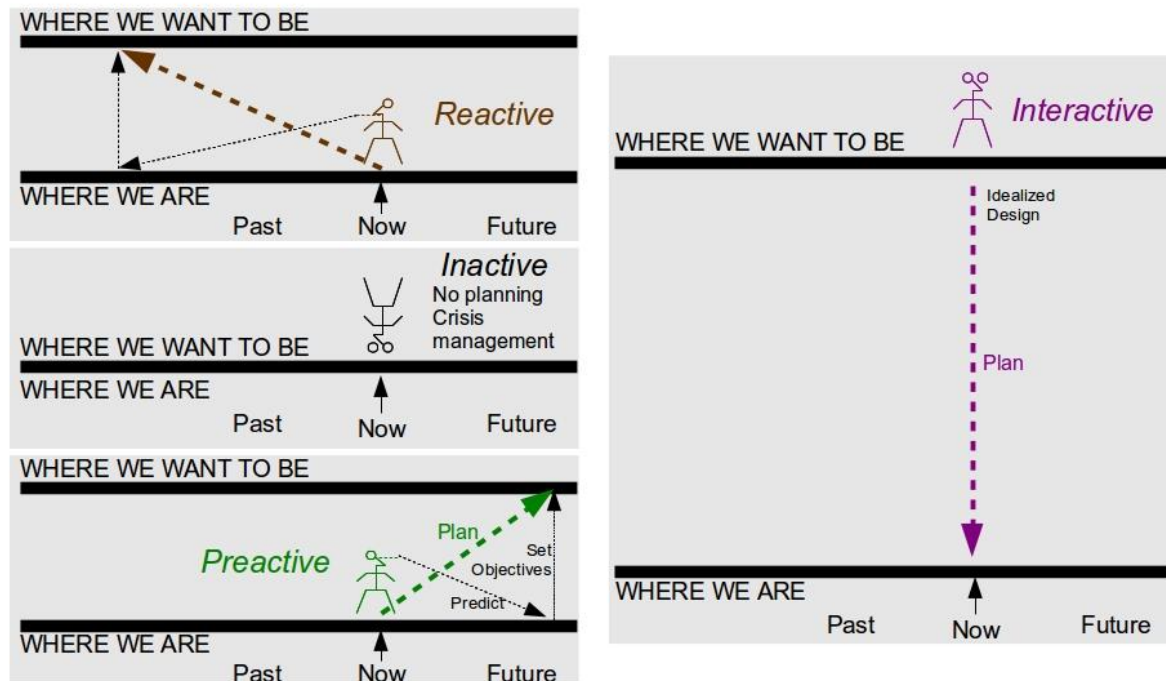 WHERE WE WANT TO BE
Reactive
WHERE WE ARE
Past Now Future
Inactive
No planning
Crisis
management
WHERE WE WANT TO BE
WHERE WE ARE
Past Now Future
WHERE WE WANT TO BE
Plan
Set
Objectives
Preactive
Predict
WHERE WE ARE
Past Now Future
Interactive
WHERE WE WANT TO BE
Idealized
Design
Plan
WHERE WE ARE
Past Now Future